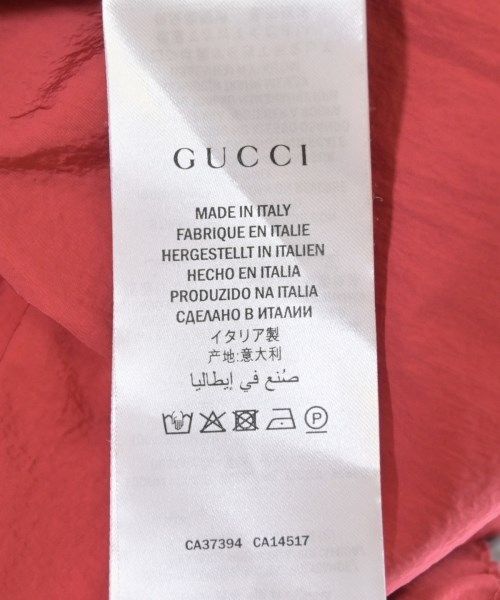 GUCCI
MADE IN ITALY
FABRIQUE EN ITALIE
HERGESTELLT IN ITALIEN
HECHO EN ITALIA
PRODUZIDO NA ITALIA
СДЕЛАНО В ИТАЛИИ
イタリア製
产地:意大利
صُنع في إيطاليا
P
CA37394 CA14517